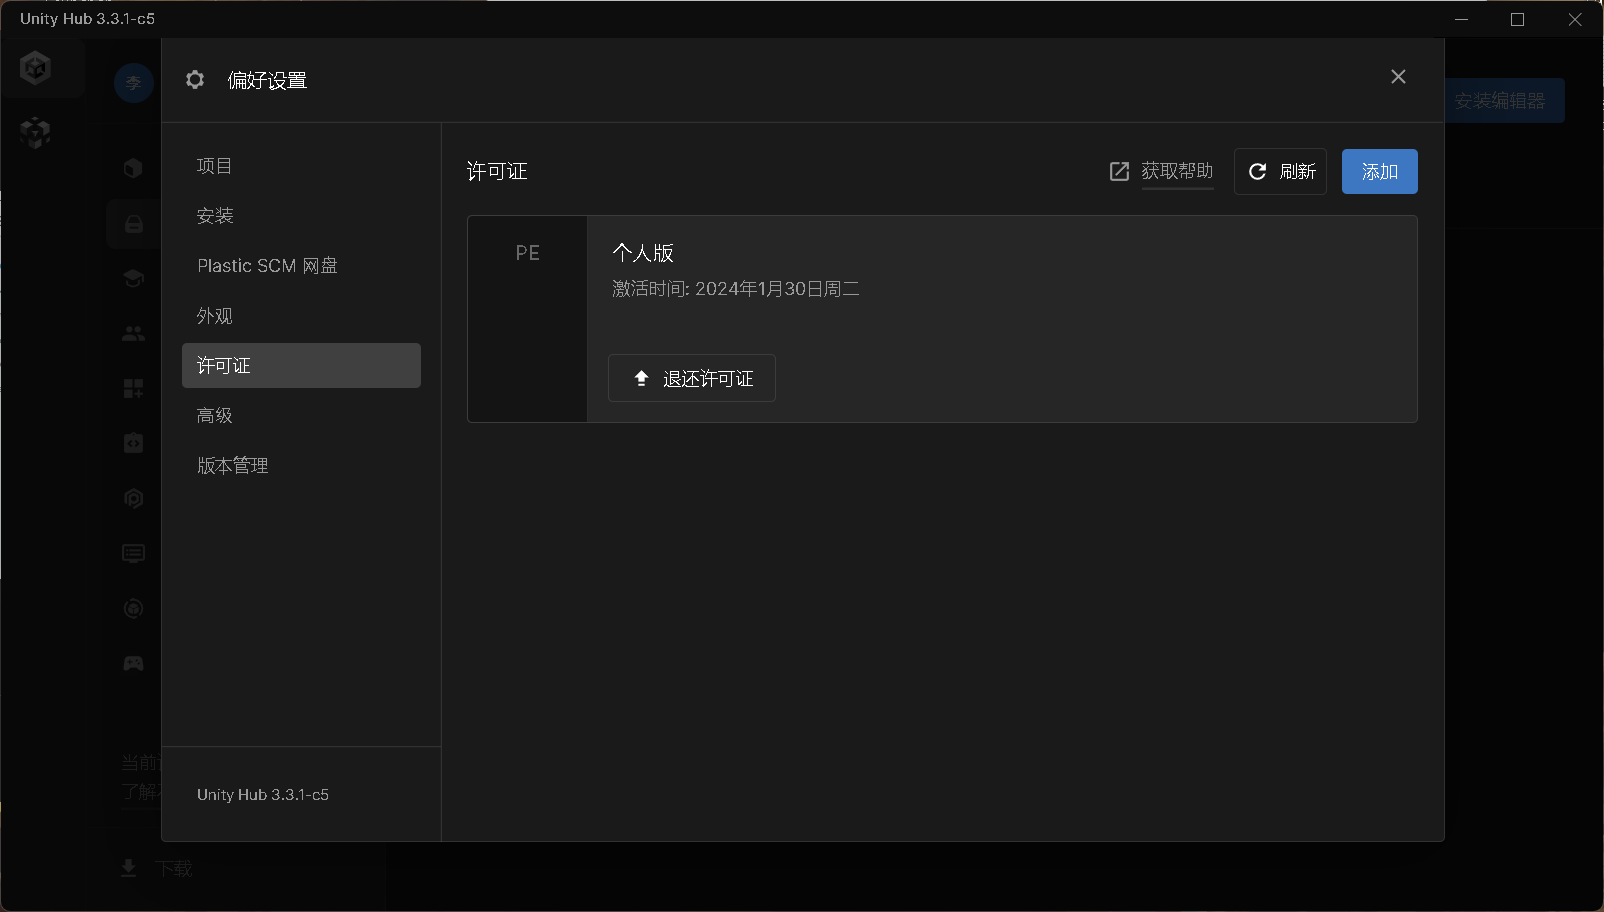 Unity Hub 3.3.1-c5
李
偏好设置
安装编辑器
项目
安装
Plastic SCM 网盘
外观
许可证
高级
版本管理
许可证
获取帮助
刷新
添加
PE
个人版
激活时间: 2024年1月30日周二
退还许可证
当前
了解
Unity Hub 3.3.1-c5
下载